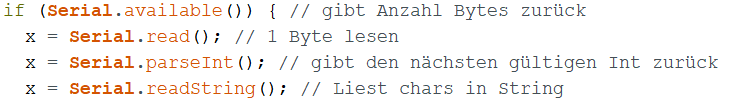 if (Serial.available()) { // gibt Anzahl Bytes zurück
  x = Serial.read(); // 1 Byte lesen
  x = Serial.parseInt(); // gibt den nächsten gültigen Int zurück
  x = Serial.readString(); // Liest chars in String